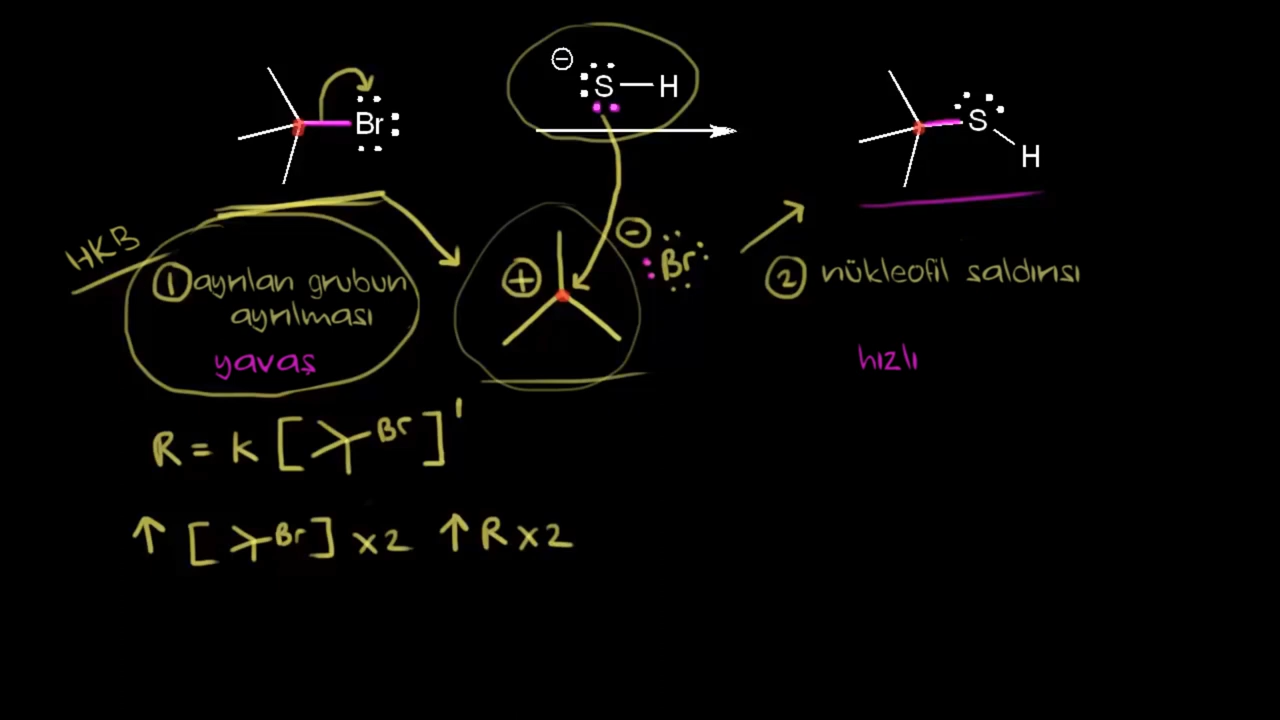 ⊖
S — H
Br
S
H
HKB
① ayrılan grubun
ayrılması
yavaş
⊕
⊖
Br
② nükleofil saldırısı
hızlı
R = k [ Br ]¹
↑ [ Br ] x2 ↑ R x2